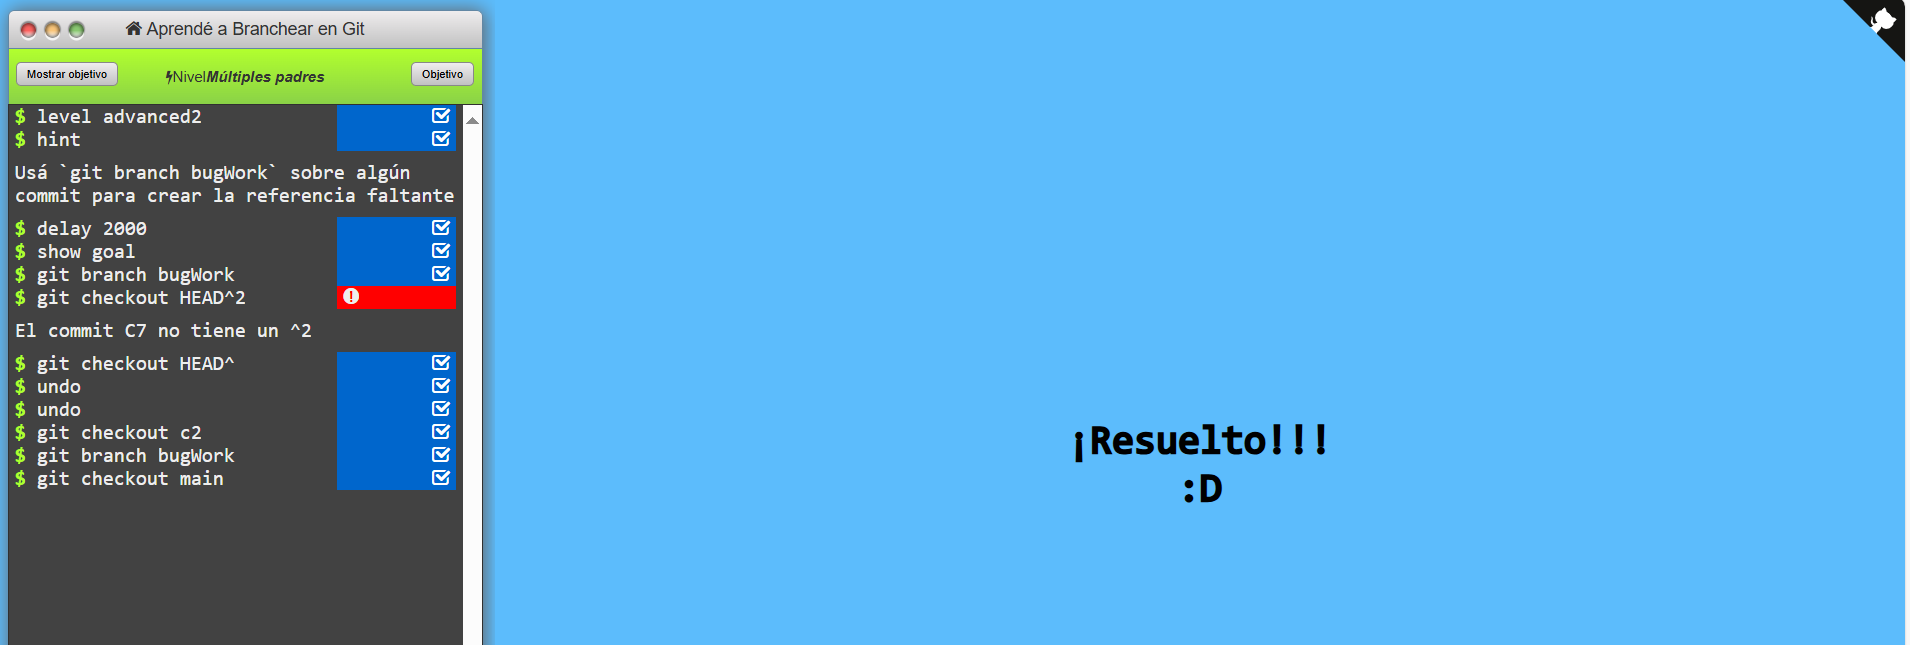 Aprendé a Branchear en Git
Mostrar objetivo
NivelMúltiples padres
Objetivo
$ level advanced2
$ hint
Usá `git branch bugWork` sobre algún
commit para crear la referencia faltante
$ delay 2000
$ show goal
$ git branch bugWork
$ git checkout HEAD^2
El commit C7 no tiene un ^2
$ git checkout HEAD^
$ undo
$ undo
$ git checkout c2
$ git branch bugWork
$ git checkout main
¡Resuelto!!!
:D